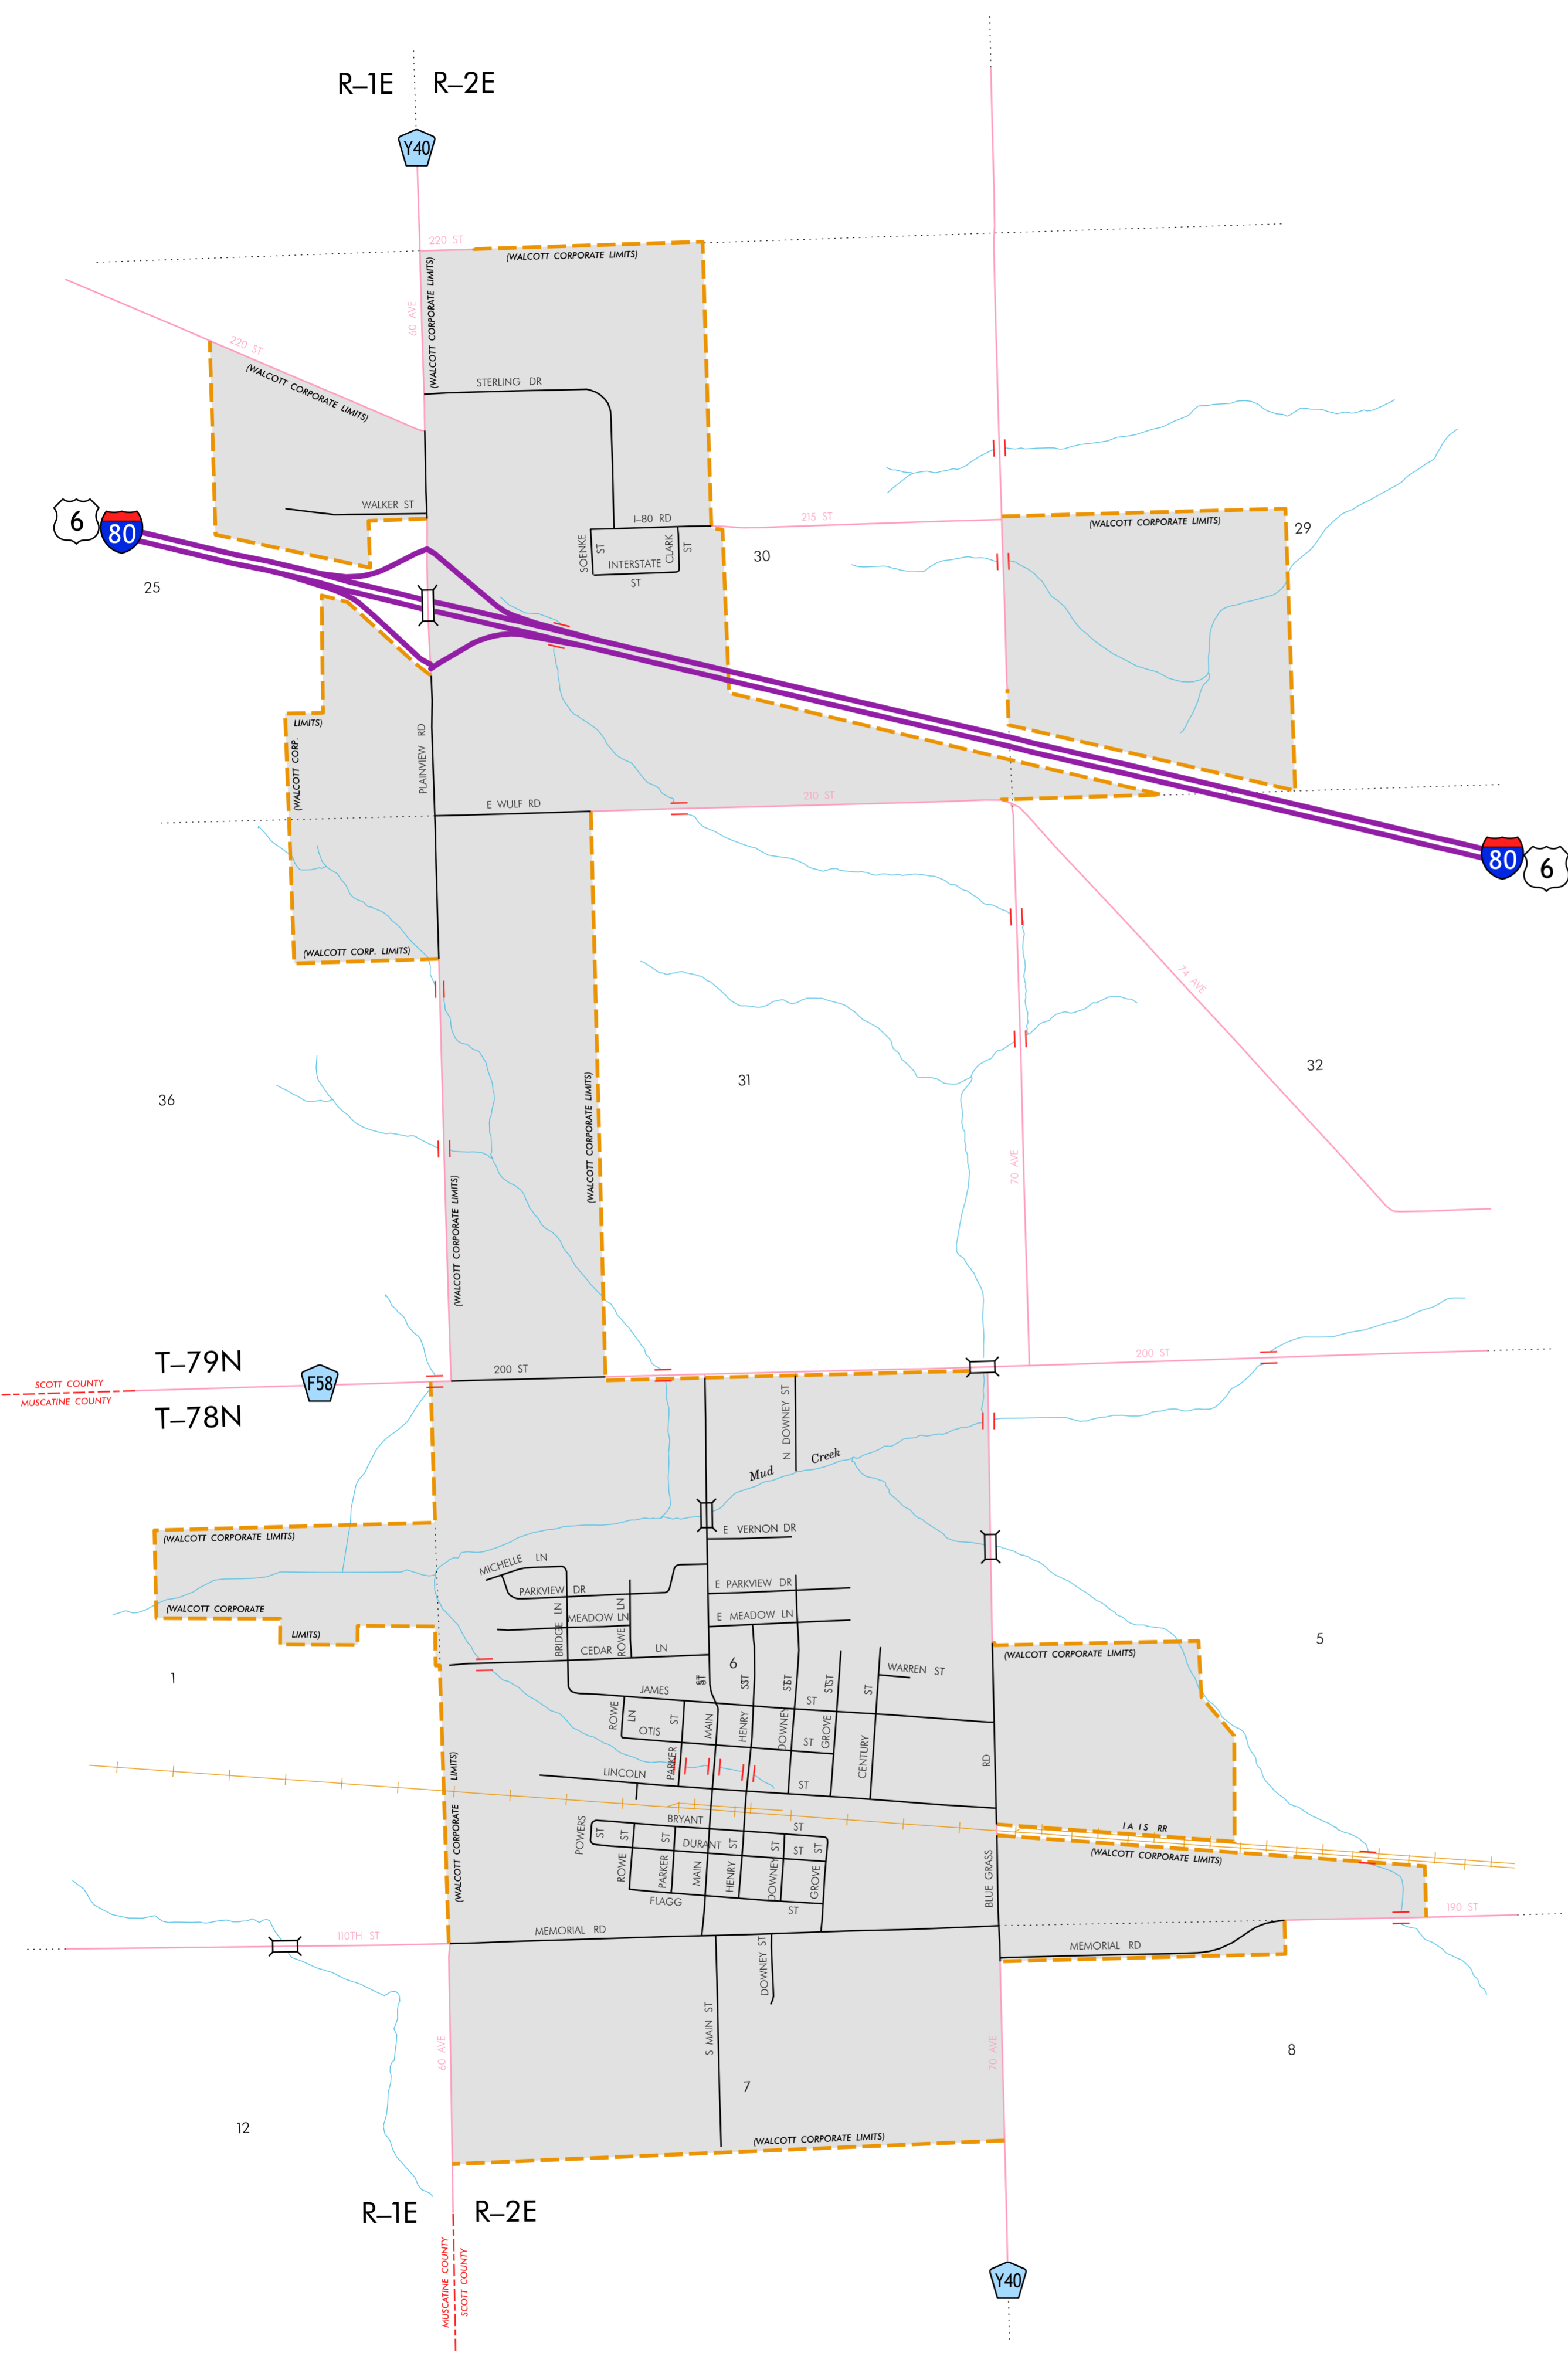 R–1E
R–2E
Y40
220 ST
(WALCOTT CORPORATE LIMITS)
(WALCOTT CORPORATE LIMITS)
60 AVE
220 ST
(WALCOTT CORPORATE LIMITS)
STERLING DR
WALKER ST
6
80
I–80 RD
215 ST
(WALCOTT CORPORATE LIMITS)
29
SOENKE
ST
CLARK
ST
INTERSTATE
ST
30
25
LIMITS)
(WALCOTT CORP.
PLAINVIEW RD
E WULF RD
210 ST
80
6
(WALCOTT CORP. LIMITS)
74 AVE
36
31
32
(WALCOTT CORPORATE LIMITS)
(WALCOTT CORPORATE LIMITS)
70 AVE
T–79N
F58
SCOTT COUNTY
MUSCATINE COUNTY
T–78N
200 ST
200 ST
N DOWNEY ST
Mud Creek
(WALCOTT CORPORATE LIMITS)
E VERNON DR
MICHELLE LN
PARKVIEW DR
E PARKVIEW DR
(WALCOTT CORPORATE
LIMITS)
BRIDGE LN
MEADOW LN
ROWE LN
E MEADOW LN
CEDAR LN
6
5
1
(WALCOTT CORPORATE LIMITS)
WARREN ST
JAMES
ST
ST
ST
ST
ST
ST
ROWE
LN
OTIS
ST
ST
PARKER
MAIN
HENRY
DOWNEY
GROVE
CENTURY
LINCOLN
ST
RD
(WALCOTT CORPORATE LIMITS)
BRYANT
ST
I A I S RR
(WALCOTT CORPORATE LIMITS)
POWERS
ST
ST
ST
DURANT
ST
ST
ST
ST
ROWE
PARKER
MAIN
HENRY
DOWNEY
GROVE
FLAGG
ST
BLUE GRASS
190 ST
110TH ST
MEMORIAL RD
MEMORIAL RD
DOWNEY ST
S MAIN ST
60 AVE
70 AVE
8
7
12
(WALCOTT CORPORATE LIMITS)
R–1E
R–2E
MUSCATINE COUNTY
SCOTT COUNTY
Y40